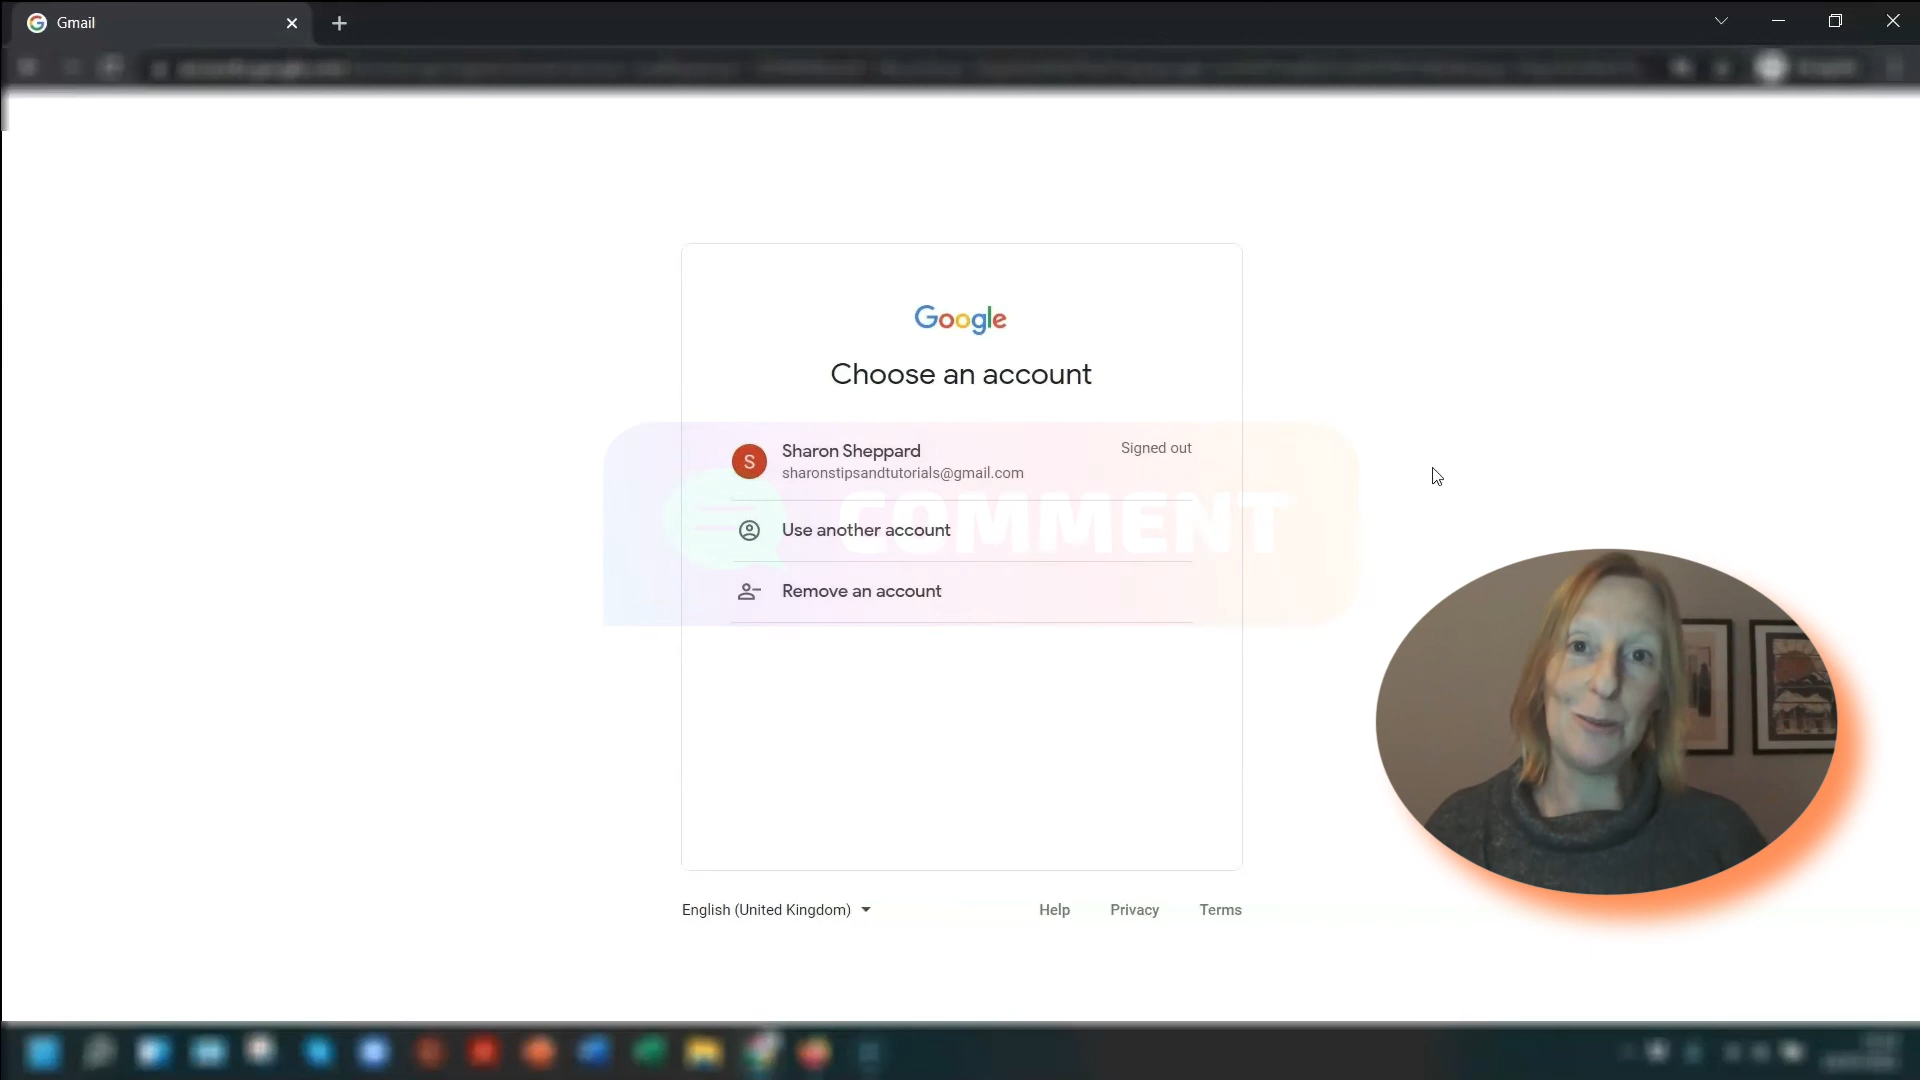 Gmail
Google
Choose an account
S
Sharon Sheppard
Signed out
sharonstipsandtutorials@gmail.com
Use another account
COMMENT
Remove an account
English (United Kingdom)
Help
Privacy
Terms